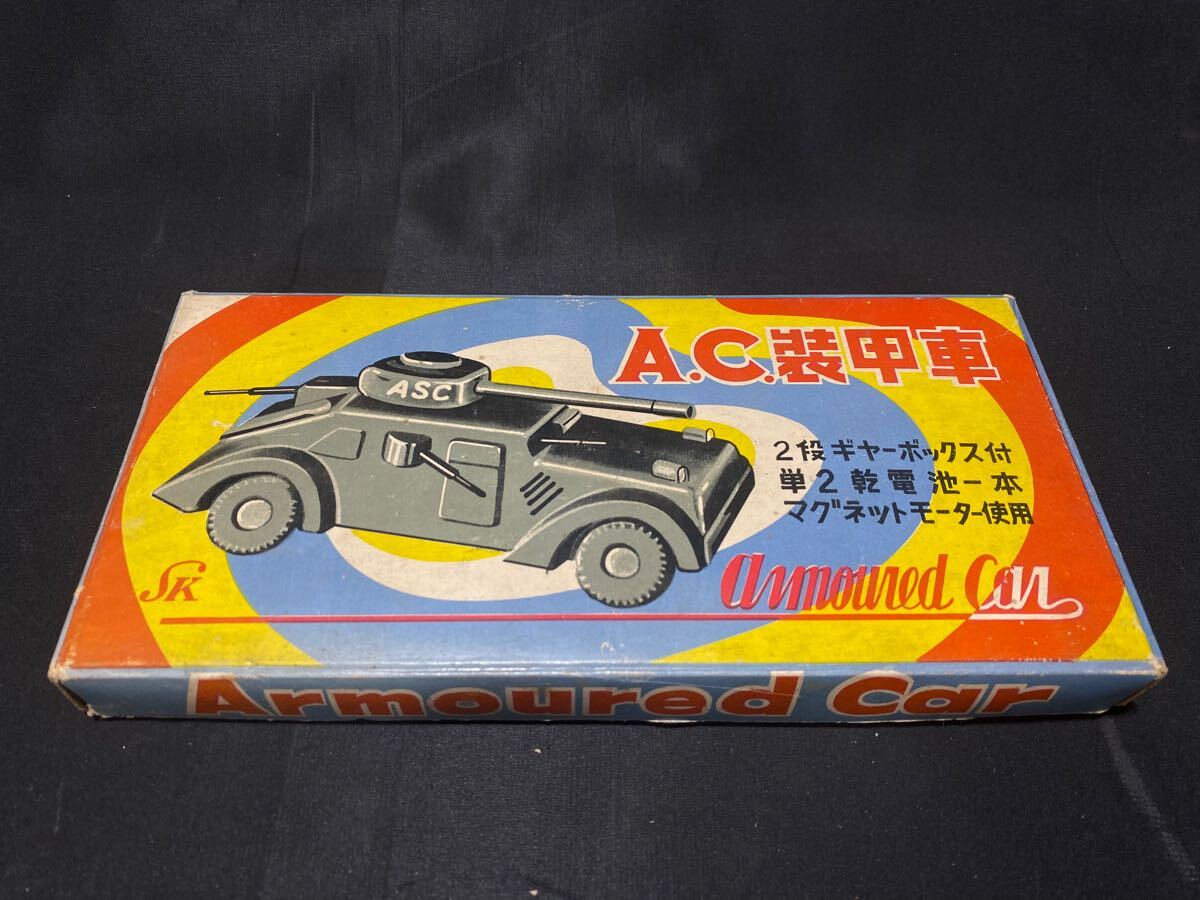 A.C.装甲車
ASC
2段ギヤーボックス付
単2乾電池一本
マグネットモーター使用
SK
Armoured Car
Armoured Car